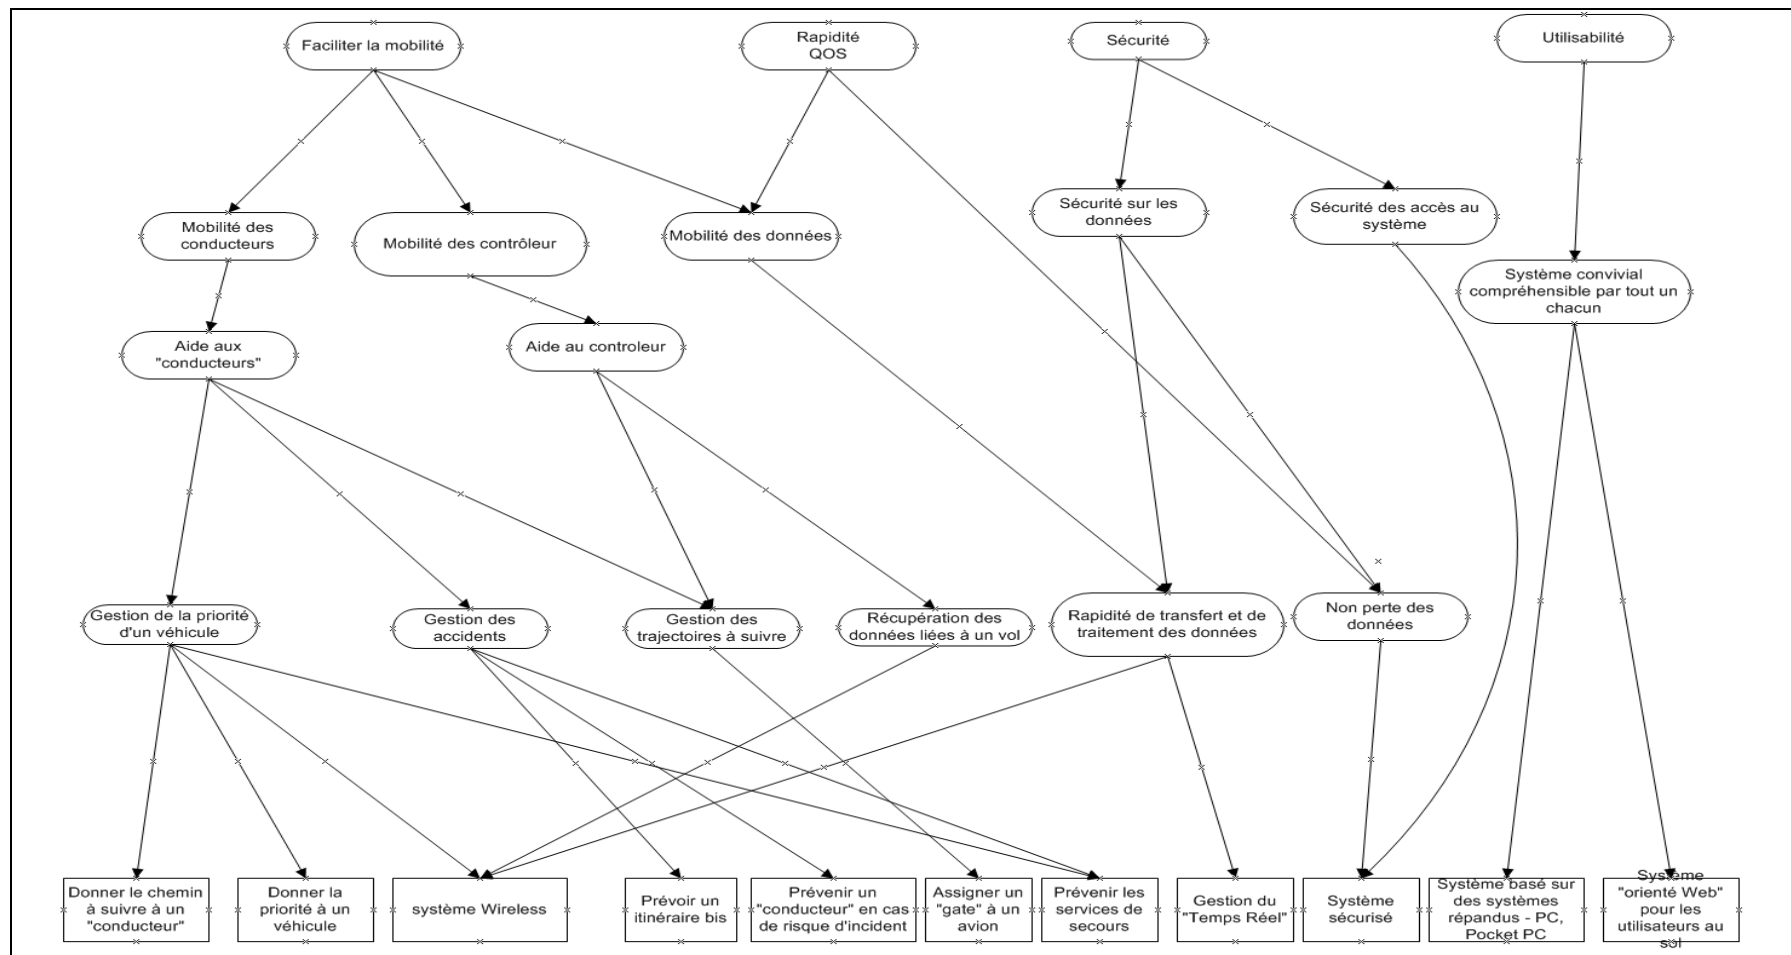 Faciliter la mobilité
Rapidité
QOS
Sécurité
Utilisabilité
Mobilité des
conducteurs
Mobilité des contrôleur
Mobilité des données
Sécurité sur les
données
Sécurité des accès au
système
Système convivial
compréhensible par tout un
chacun
Aide aux
"conducteurs"
Aide au controleur
Gestion de la priorité
d'un véhicule
Gestion des
accidents
Gestion des
trajectoires à suivre
Récupération des
données liées à un vol
Rapidité de transfert et de
traitement des données
Non perte des
données
Donner le chemin
à suivre à un
"conducteur"
Donner la
priorité à un
véhicule
système Wireless
Prévoir un
itinéraire bis
Prévenir un
"conducteur" en cas
de risque d'incident
Assigner un
"gate" à un
avion
Prévenir les
services de
secours
Gestion du
"Temps Réel"
Système
sécurisé
Système basé sur
des systèmes
répandus - PC,
Pocket PC
Système
"orienté Web"
pour les
utilisateurs au
sol